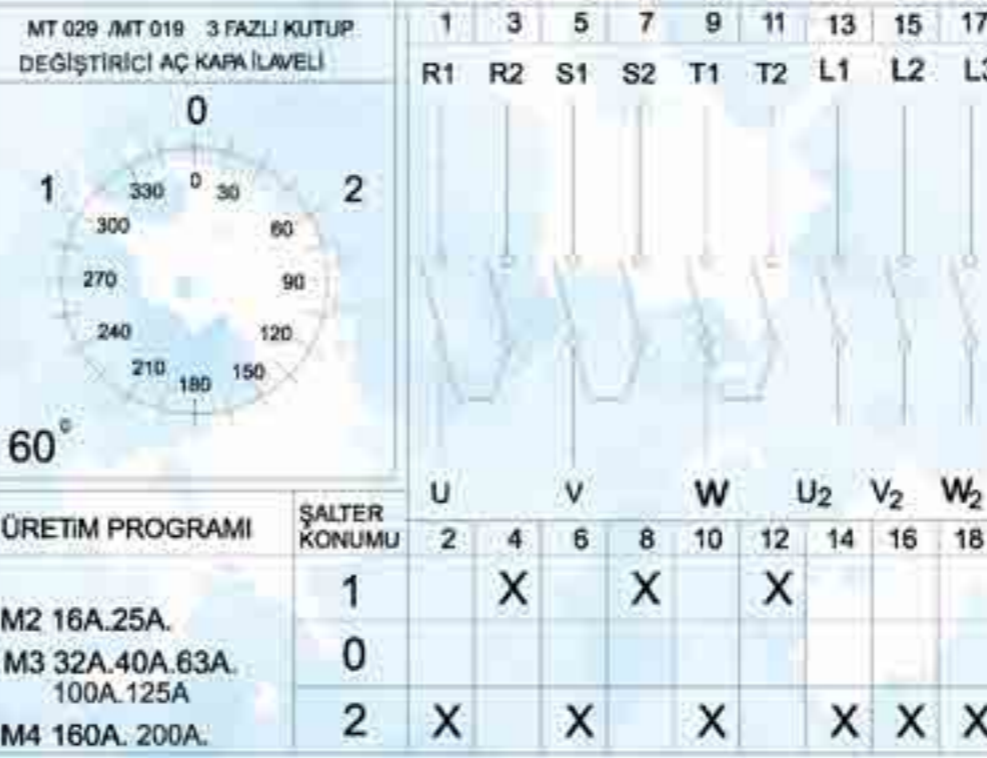 MT 029 /MT 019 3 FAZLI KUTUP
DEĞİŞTİRİCİ AÇ KAPA İLAVELİ
0
1
2
0
30
60
90
120
150
180
210
240
270
300
330
60°
1 3 5 7 9 11 13 15 17
R1 R2 S1 S2 T1 T2 L1 L2 L3
U V W U2 V2 W2
ÜRETİM PROGRAMI
ŞALTER
KONUMU
2 4 6 8 10 12 14 16 18
M2 16A.25A.
M3 32A.40A.63A.
100A.125A
M4 160A. 200A.
1 X X X
0
2 X X X X X X